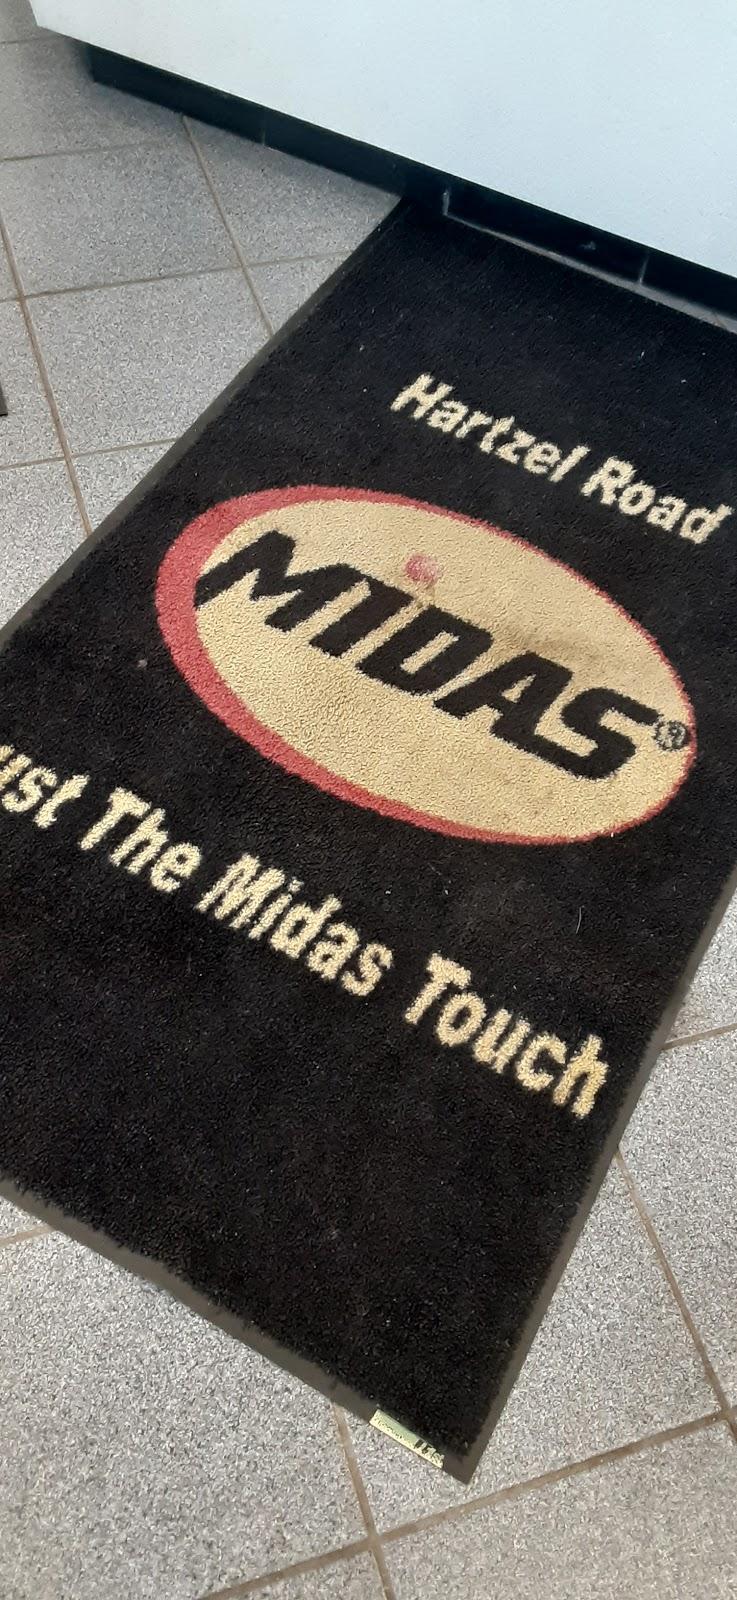 Hartzel Road
MIDAS®
ust The Midas Touch